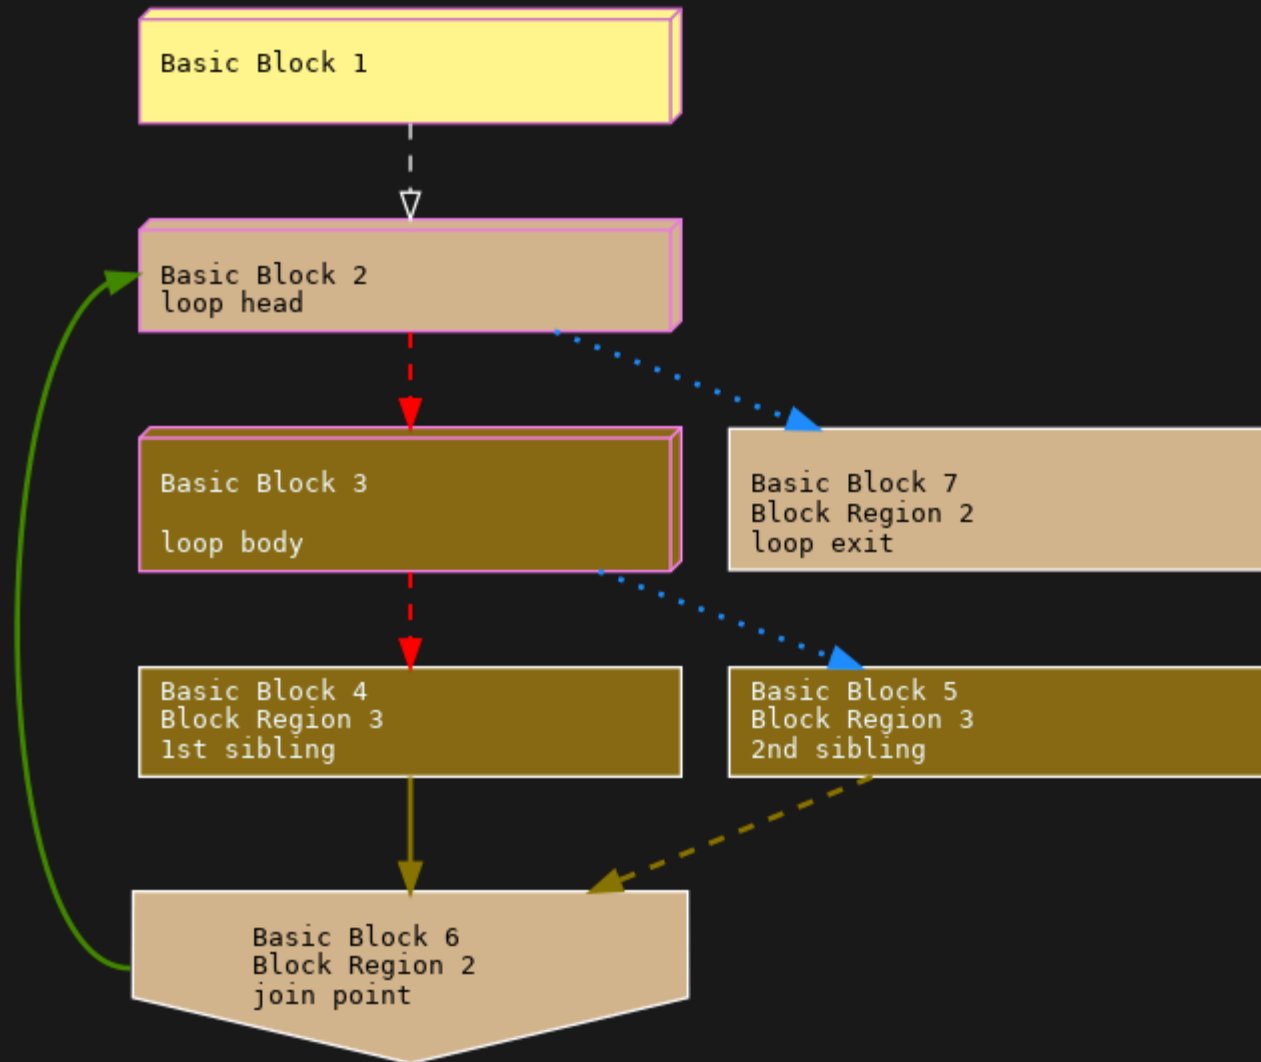 Basic Block 1
Basic Block 2
loop head
Basic Block 3
loop body
Basic Block 7
Block Region 2
loop exit
Basic Block 4
Block Region 3
1st sibling
Basic Block 5
Block Region 3
2nd sibling
Basic Block 6
Block Region 2
join point